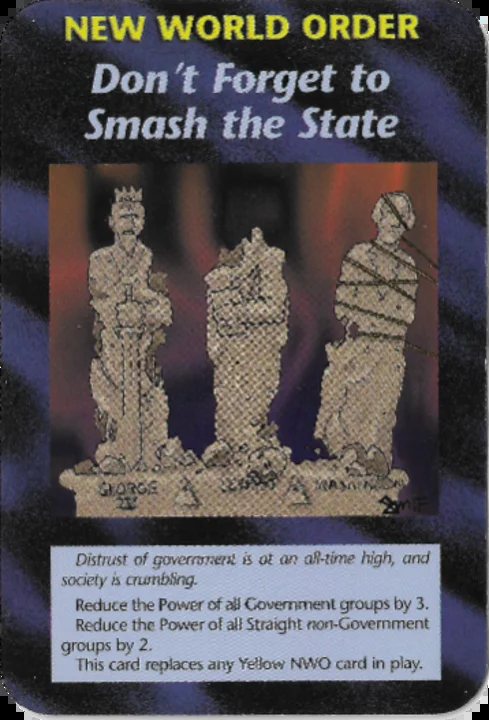 NEW WORLD ORDER
Don't Forget to
Smash the State
GEORGE
III
WASHINGTON
Distrust of government is at an all-time high, and
society is crumbling.
Reduce the Power of all Government groups by 3.
Reduce the Power of all Straight non-Government
groups by 2.
This card replaces any Yellow NWO card in play.